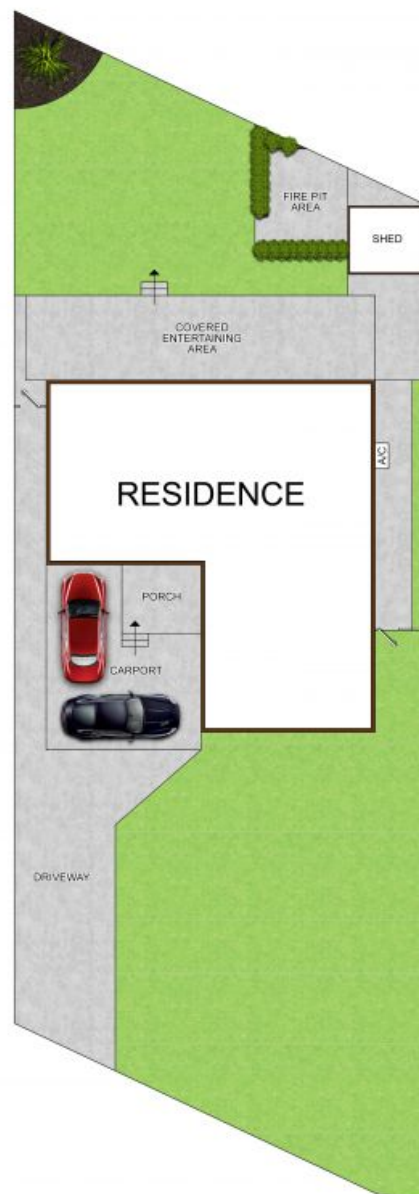 FIRE PIT
AREA
SHED
COVERED
ENTERTAINING
AREA
A/C
RESIDENCE
PORCH
CARPORT
DRIVEWAY